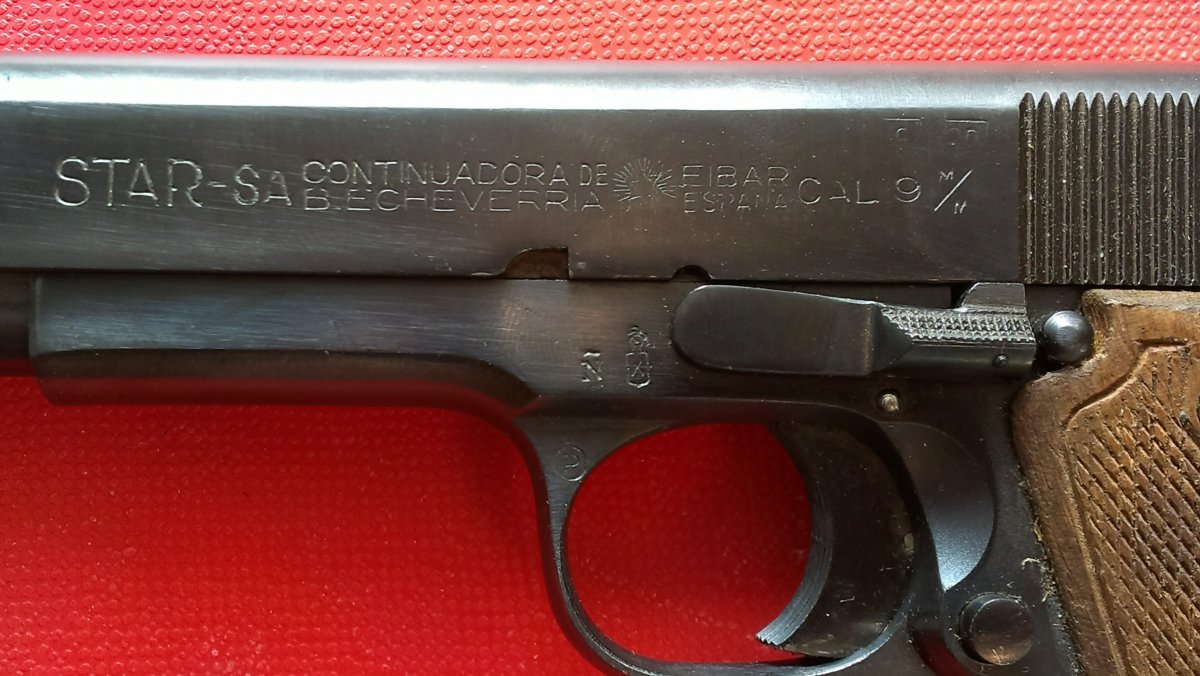 STAR-SA CONTINUADORA DE EIBAR CAL 9 M/M
B.ECHEVERRIA ESPAÑA
Ñ
P